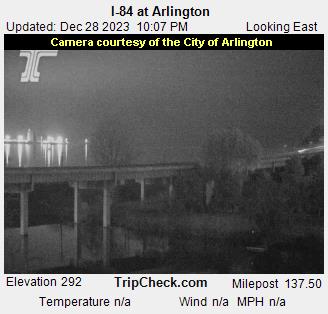 I-84 at Arlington
Updated: Dec 28 2023 10:07 PM Looking East
Camera courtesy of the City of Arlington
Elevation 292 TripCheck.com Milepost 137.50
Temperature n/a Wind n/a MPH n/a